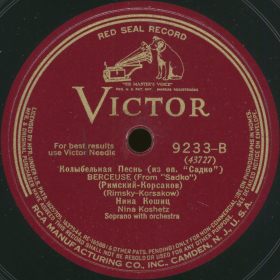 RED SEAL RECORD
"HIS MASTER'S VOICE"
VICTOR
For best results
use Victor Needle
9233-B
(43727)
Колыбельная Песнь (из оп. "Садко")
BERCEUSE (From "Sadko")
(Римский-Корсаков)
(Rimsky-Korsakow)
Нина Кошиц
Nina Koshetz
Soprano with orchestra
RCA MANUFACTURING CO., INC., CAMDEN, N. J., U. S. A.